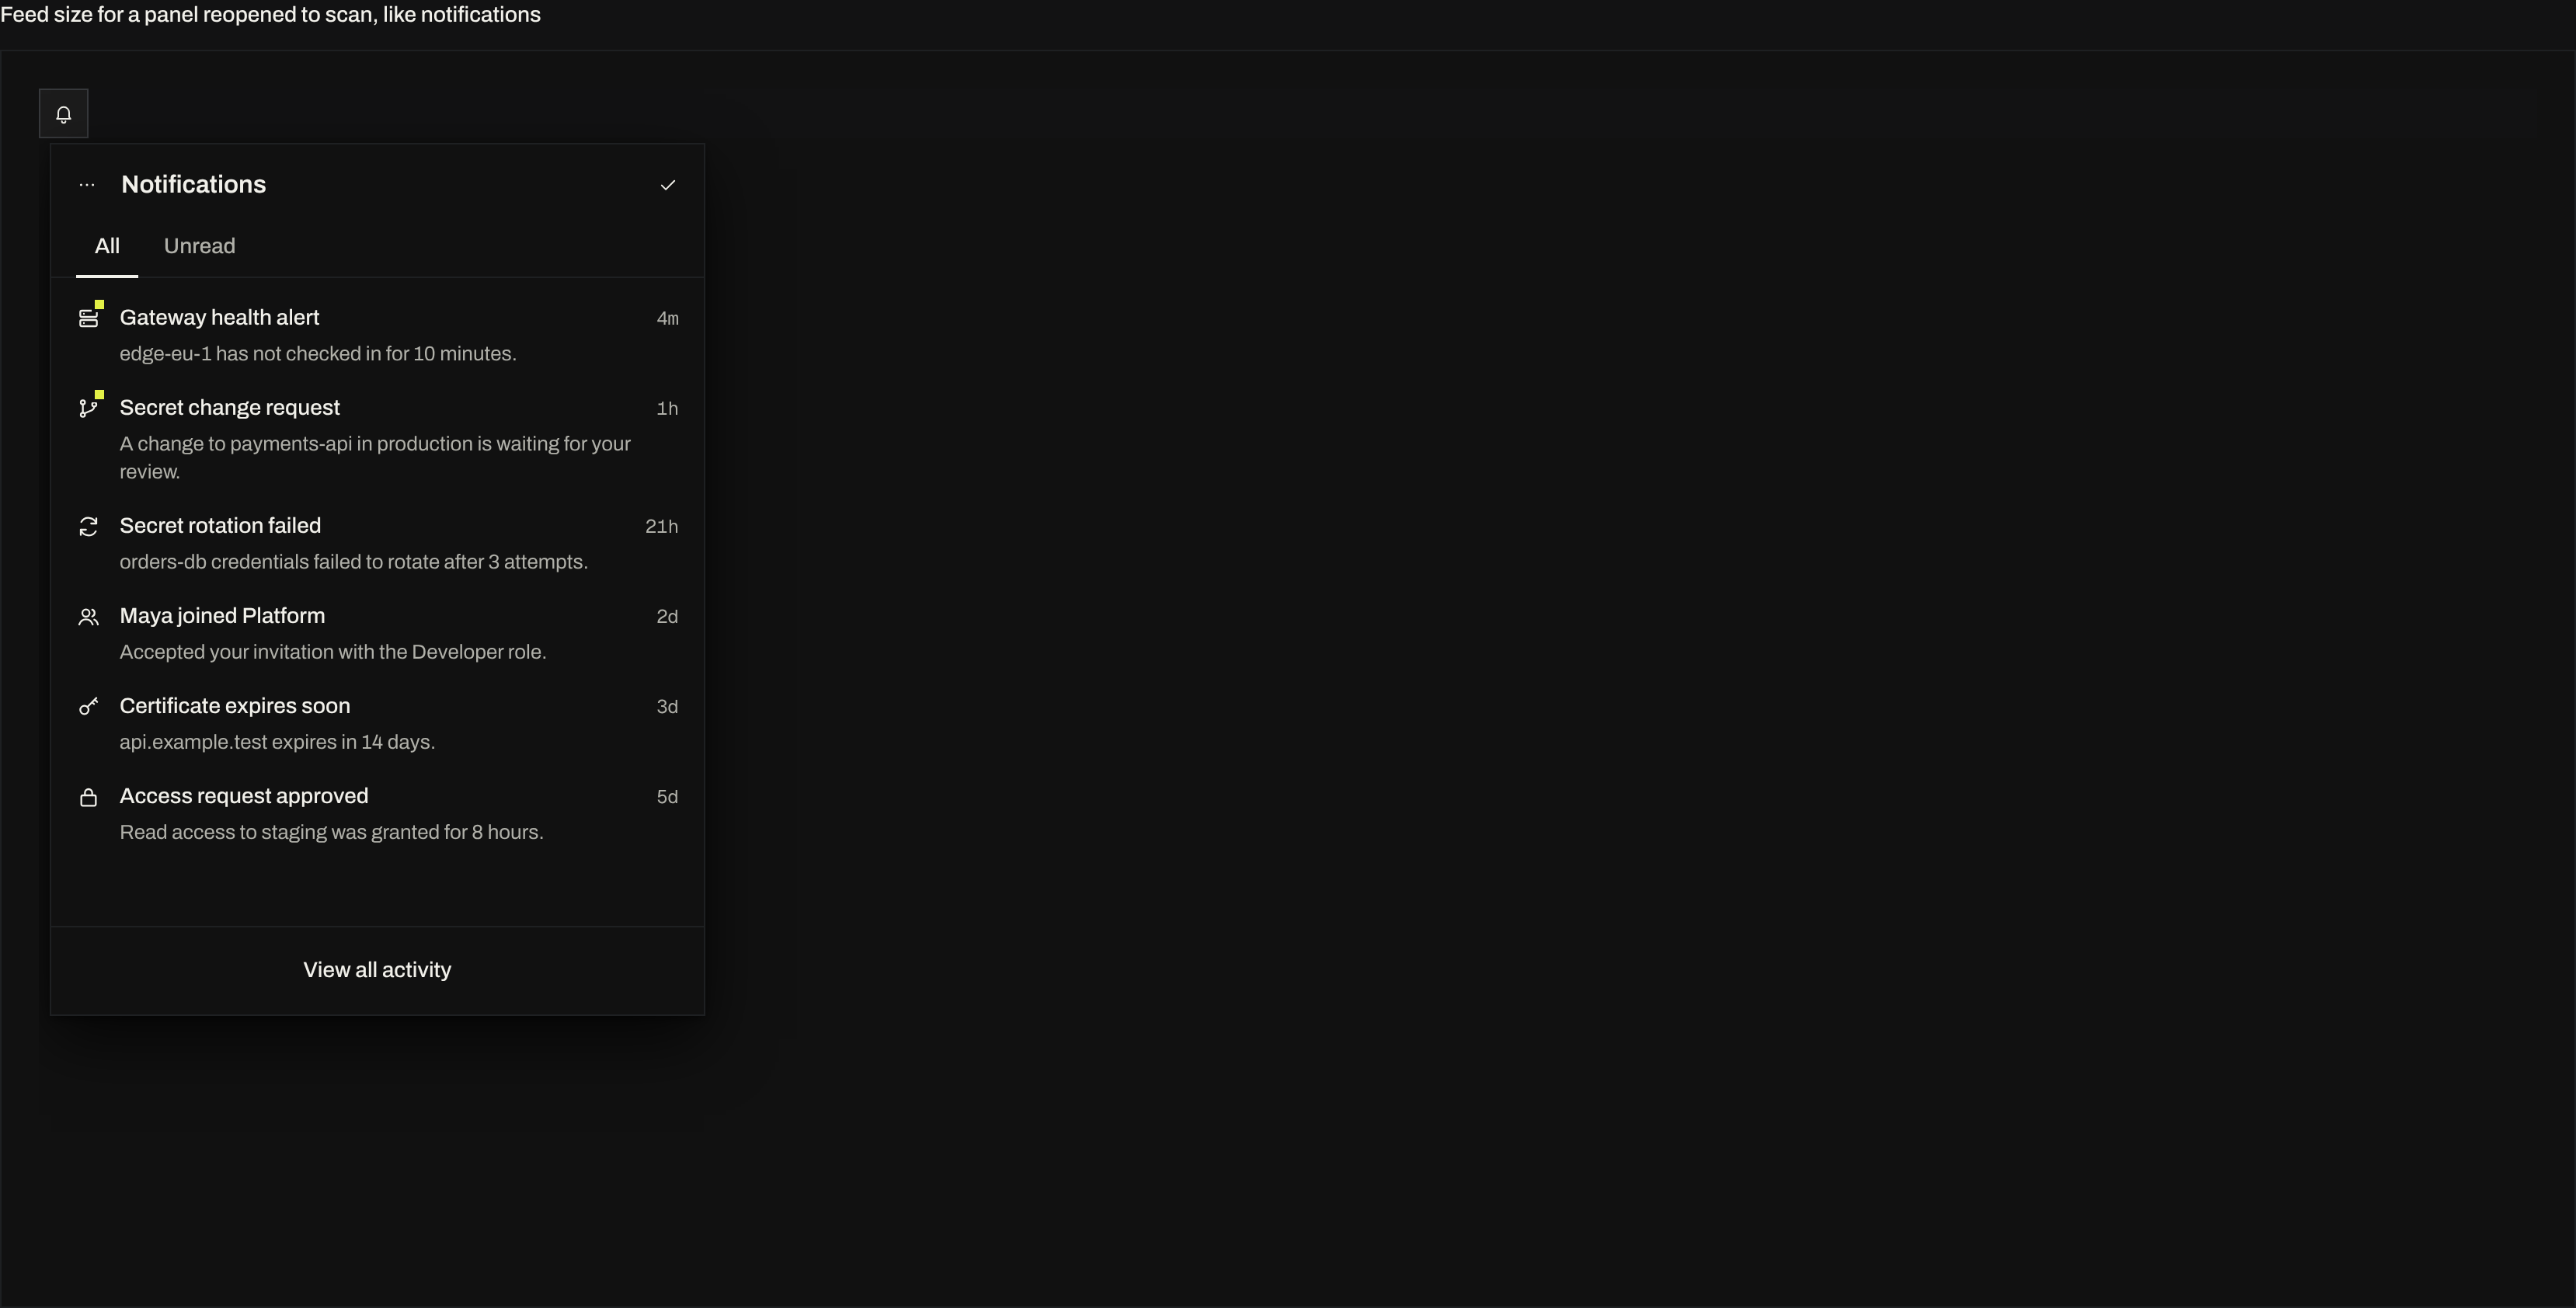 Feed size for a panel reopened to scan, like notifications
Notifications
All Unread
Gateway health alert 4m
edge-eu-1 has not checked in for 10 minutes.
Secret change request 1h
A change to payments-api in production is waiting for your
review.
Secret rotation failed 21h
orders-db credentials failed to rotate after 3 attempts.
Maya joined Platform 2d
Accepted your invitation with the Developer role.
Certificate expires soon 3d
api.example.test expires in 14 days.
Access request approved 5d
Read access to staging was granted for 8 hours.
View all activity